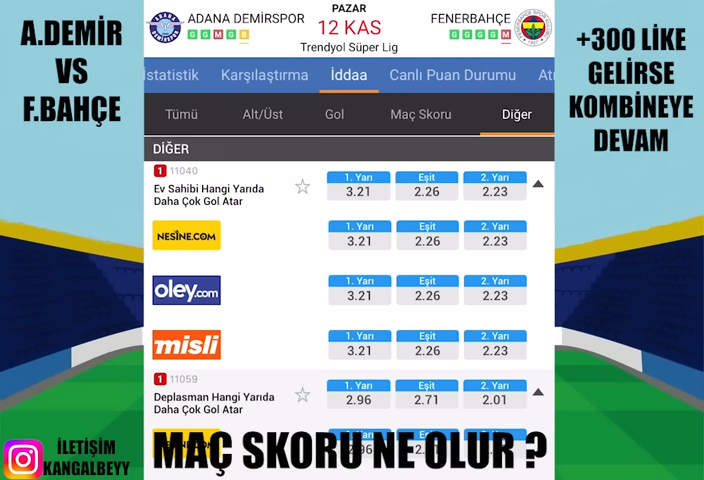 A.DEMİR
VS
F.BAHÇE
+300 LİKE
GELİRSE
KOMBİNEYE
DEVAM
PAZAR
ADANA DEMİRSPOR
12 KAS
FENERBAHÇE
G G M G B
G G G G M
Trendyol Süper Lig
İstatistik Karşılaştırma İddaa Canlı Puan Durumu
Tümü Alt/Üst Gol Maç Skoru Diğer
DİĞER
1 11040
Ev Sahibi Hangi Yarıda
Daha Çok Gol Atar
1. Yarı Eşit 2. Yarı
3.21 2.26 2.23
NESİNE.COM
1. Yarı Eşit 2. Yarı
3.21 2.26 2.23
oley.com
1. Yarı Eşit 2. Yarı
3.21 2.26 2.23
misli
1. Yarı Eşit 2. Yarı
3.21 2.26 2.23
1 11059
Deplasman Hangi Yarıda
Daha Çok Gol Atar
1. Yarı Eşit 2. Yarı
2.96 2.71 2.01
MAÇ SKORU NE OLUR ?
İLETİŞİM
KANGALBEYY